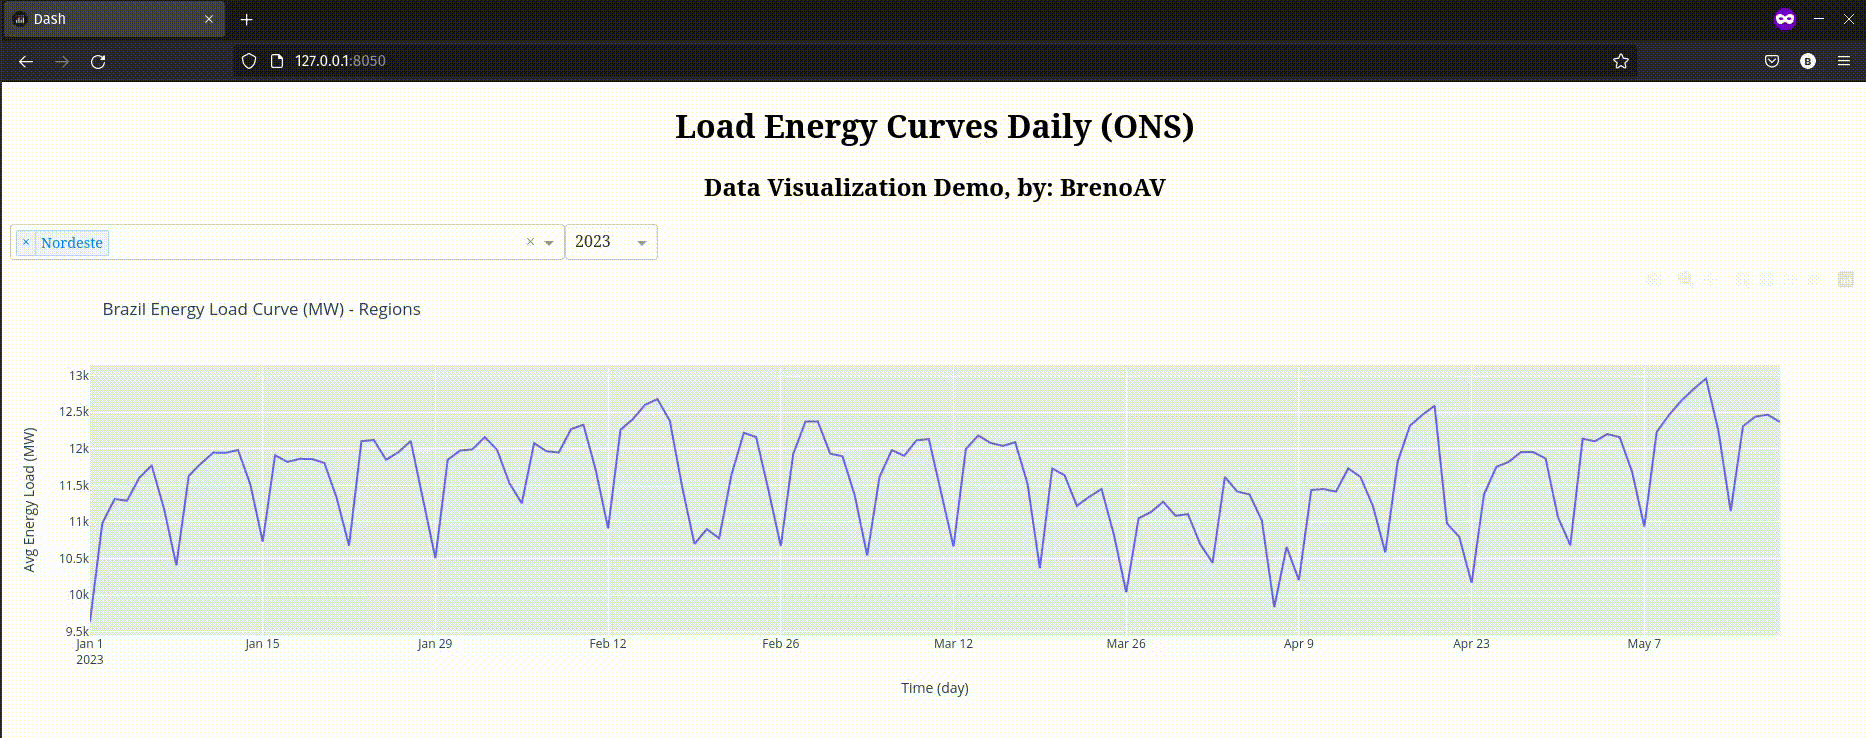 Dash
127.0.0.1:8050
B
Load Energy Curves Daily (ONS)
Data Visualization Demo, by: BrenoAV
× Nordeste
2023
Brazil Energy Load Curve (MW) - Regions
Avg Energy Load (MW)
13k
12.5k
12k
11.5k
11k
10.5k
10k
9.5k
Jan 1 Jan 15 Jan 29 Feb 12 Feb 26 Mar 12 Mar 26 Apr 9 Apr 23 May 7
2023
Time (day)